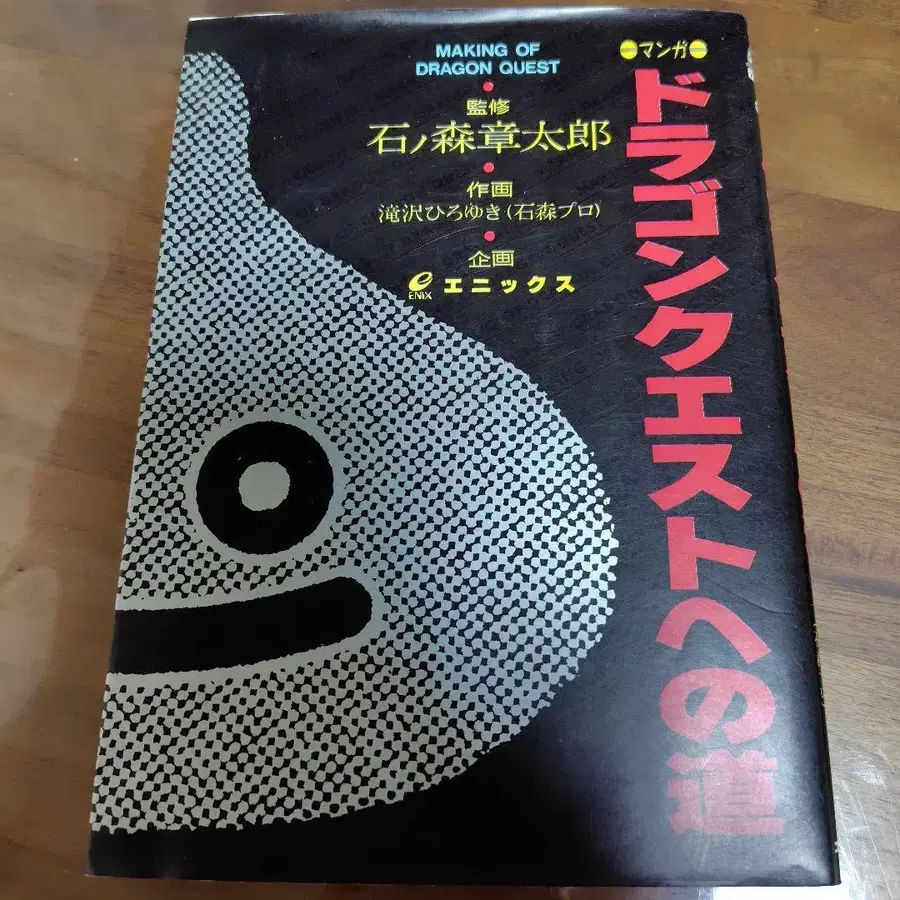 MAKING OF
DRAGON QUEST
監修
石ノ森章太郎
作画
滝沢ひろゆき(石森プロ)
企画
ENIX エニックス
マンガ
ドラゴンクエストへの道